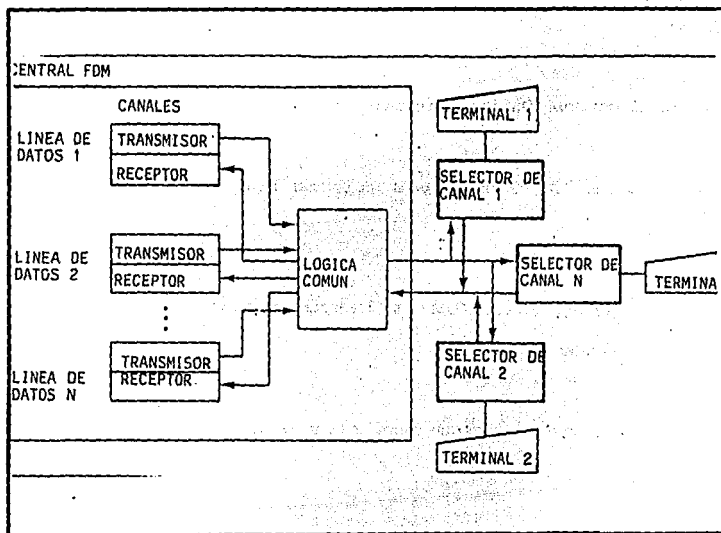 CENTRAL FDM
CANALES
LINEA DE
DATOS 1
TRANSMISOR
RECEPTOR
LINEA DE
DATOS 2
TRANSMISOR
RECEPTOR
LINEA DE
DATOS N
TRANSMISOR
RECEPTOR
LOGICA
COMUN.
TERMINAL 1
SELECTOR DE
CANAL 1
SELECTOR DE
CANAL N
TERMINA
SELECTOR DE
CANAL 2
TERMINAL 2